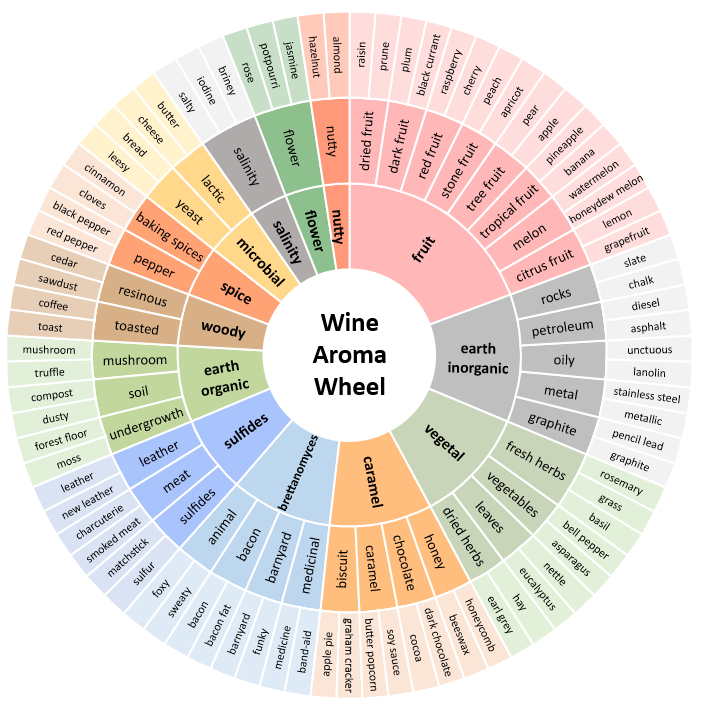 Wine
Aroma
Wheel
fruit
earth
inorganic
vegetal
caramel
brettanomyces
sulfides
earth
organic
woody
spice
microbial
salinity
flower
nutty
dried fruit
dark fruit
red fruit
stone fruit
tree fruit
tropical fruit
melon
citrus fruit
rocks
petroleum
oily
metal
graphite
fresh herbs
vegetables
leaves
dried herbs
honey
chocolate
caramel
biscuit
medicinal
barnyard
bacon
animal
sulfides
meat
leather
undergrowth
soil
mushroom
toasted
resinous
pepper
baking spices
yeast
lactic
salinity
flower
nutty
raisin
prune
plum
black currant
raspberry
cherry
peach
apricot
pear
apple
pineapple
banana
watermelon
honeydew melon
lemon
grapefruit
slate
chalk
diesel
asphalt
unctuous
lanolin
stainless steel
metallic
pencil lead
graphite
rosemary
grass
basil
bell pepper
asparagus
nettle
eucalyptus
hay
earl grey
honeycomb
beeswax
dark chocolate
cocoa
soy sauce
butter popcorn
graham cracker
apple pie
band-aid
medicine
funky
barnyard
bacon fat
bacon
sweaty
foxy
sulfur
matchstick
smoked meat
charcuterie
new leather
leather
moss
forest floor
dusty
compost
truffle
mushroom
toast
coffee
sawdust
cedar
red pepper
black pepper
cloves
cinnamon
leesy
bread
cheese
butter
salty
iodine
briney
rose
potpourri
jasmine
hazelnut
almond